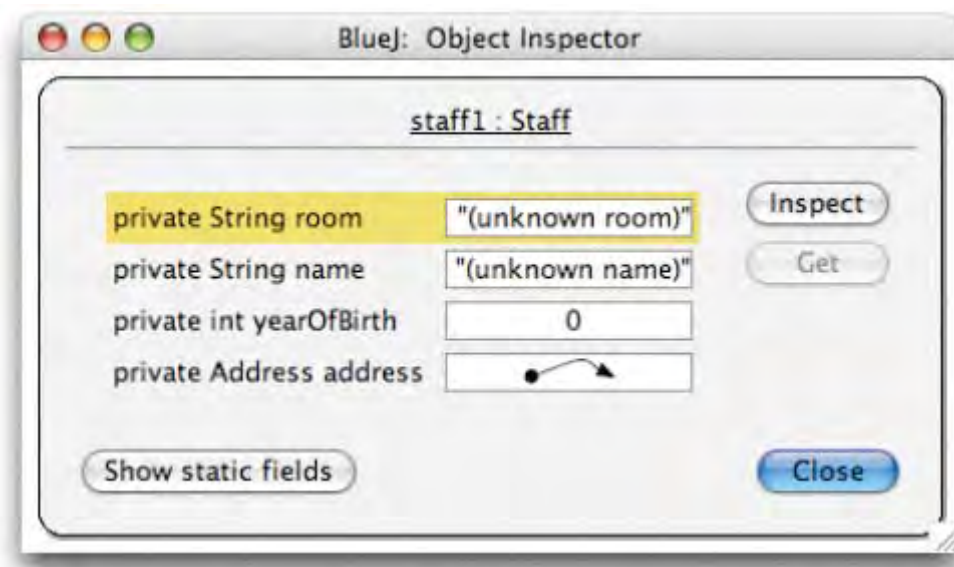 BlueJ: Object Inspector
staff1 : Staff
private String room "(unknown room)"
Inspect
private String name "(unknown name)"
Get
private int yearOfBirth 0
private Address address
Show static fields
Close